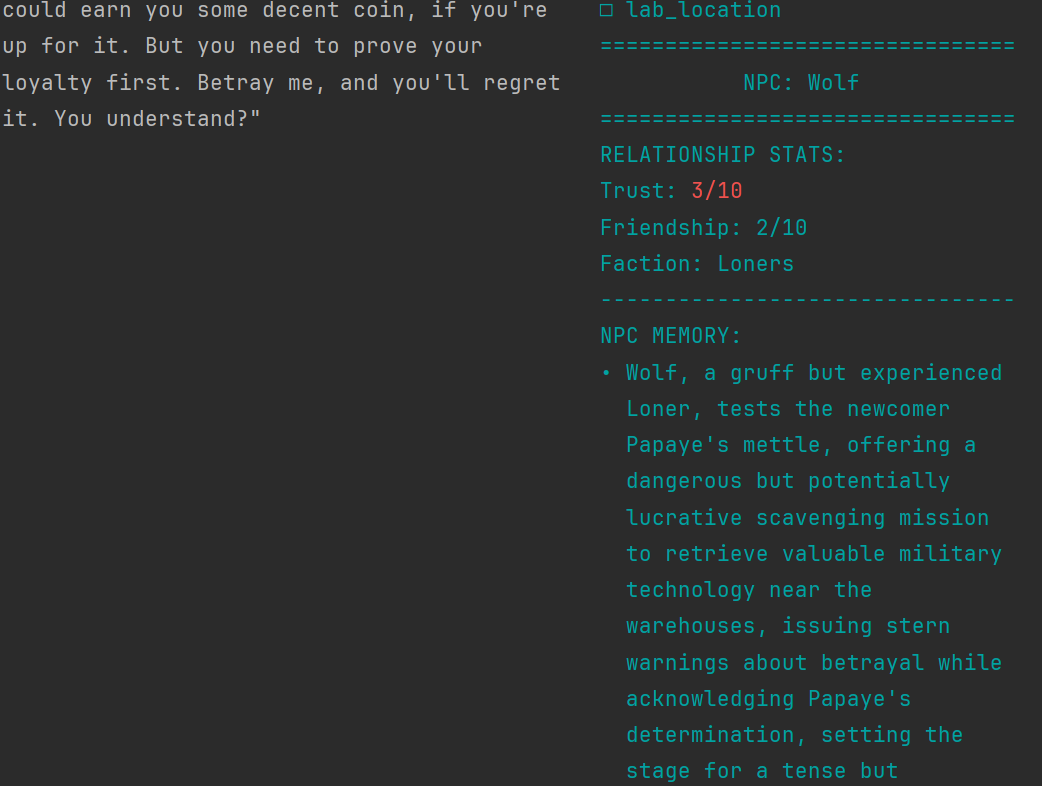 could earn you some decent coin, if you're
up for it. But you need to prove your
loyalty first. Betray me, and you'll regret
it. You understand?"
☐ lab_location
================================
NPC: Wolf
================================
RELATIONSHIP STATS:
Trust: 3/10
Friendship: 2/10
Faction: Loners
--------------------------------
NPC MEMORY:
• Wolf, a gruff but experienced
Loner, tests the newcomer
Papaye's mettle, offering a
dangerous but potentially
lucrative scavenging mission
to retrieve valuable military
technology near the
warehouses, issuing stern
warnings about betrayal while
acknowledging Papaye's
determination, setting the
stage for a tense but